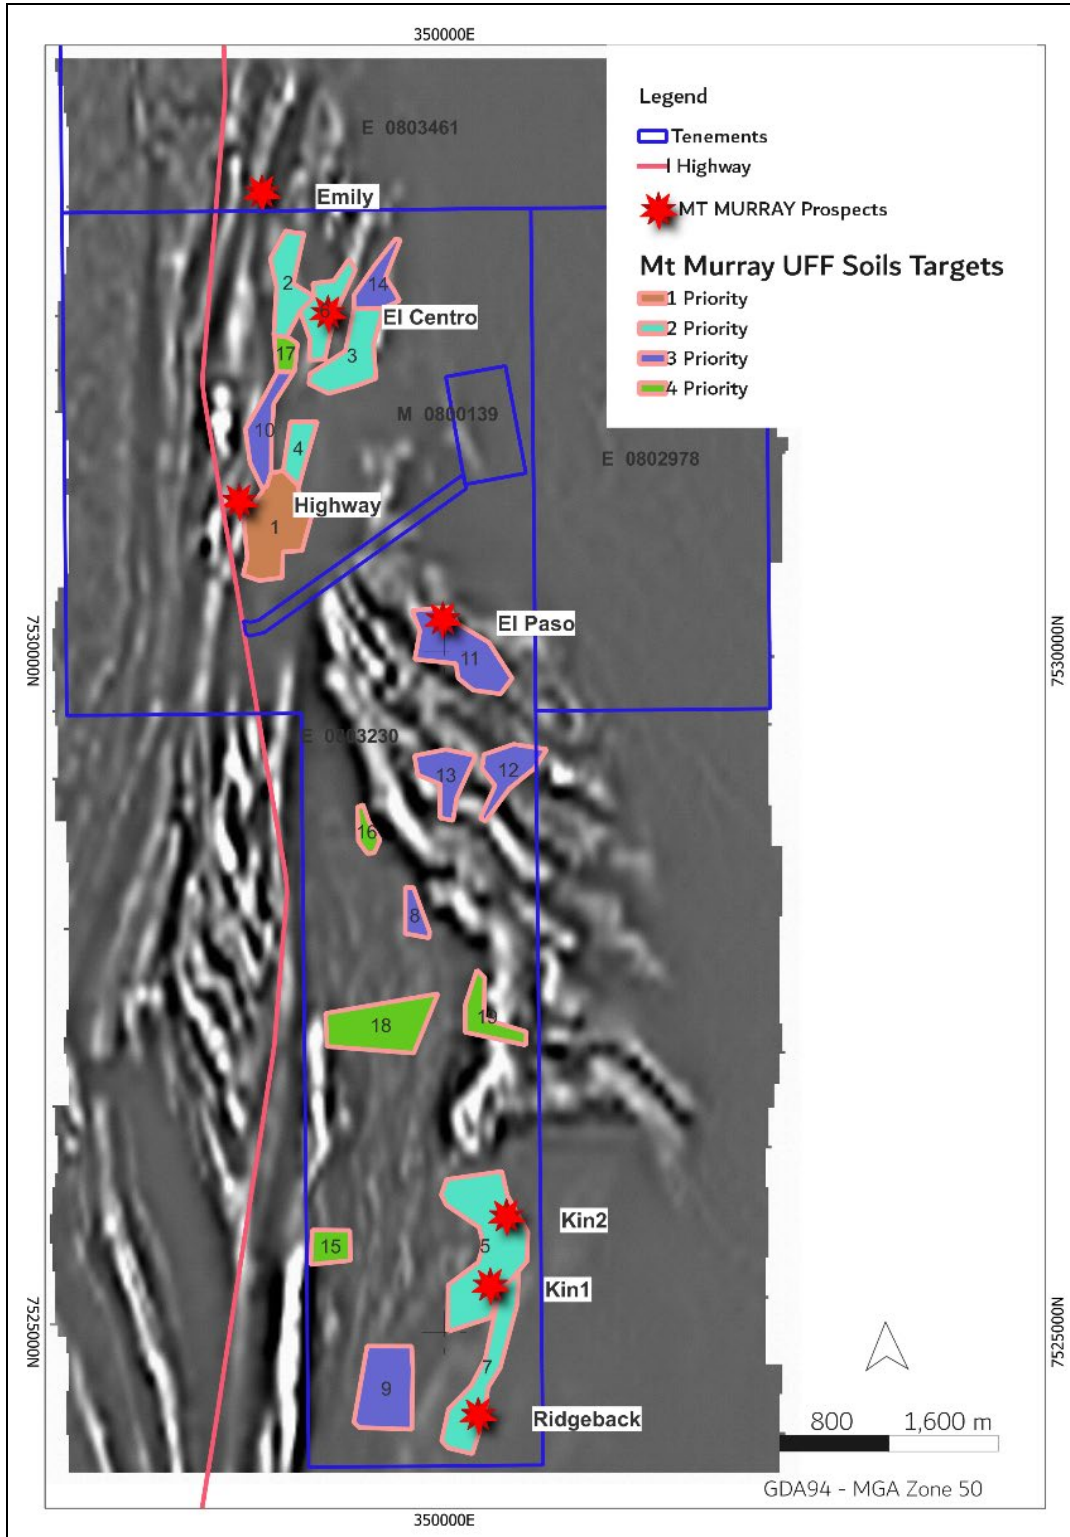 350000E
Legend
Tenements
Highway
MT MURRAY Prospects
Mt Murray UFF Soils Targets
1 Priority
2 Priority
3 Priority
4 Priority
E 0803461
Emily
2
14
6
El Centro
17
3
M 0800139
10
4
E 0802978
Highway
1
El Paso
11
7530000N
7530000N
E 0803230
13
12
16
8
18
19
Kin2
5
15
Kin1
7525000N
7525000N
7
9
Ridgeback
800 1,600 m
GDA94 - MGA Zone 50
350000E